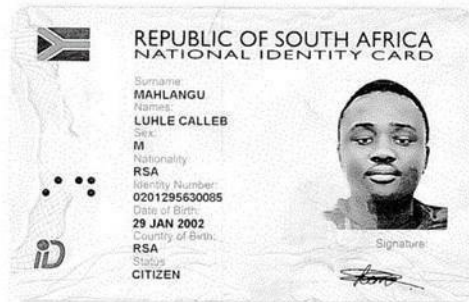 REPUBLIC OF SOUTH AFRICA
NATIONAL IDENTITY CARD
Surname:
MAHLANGU
Names:
LUHLE CALLEB
Sex:
M
Nationality:
RSA
Identity Number:
0201295630085
Date of Birth:
29 JAN 2002
Country of Birth:
RSA
Status:
CITIZEN
Signature:
iD